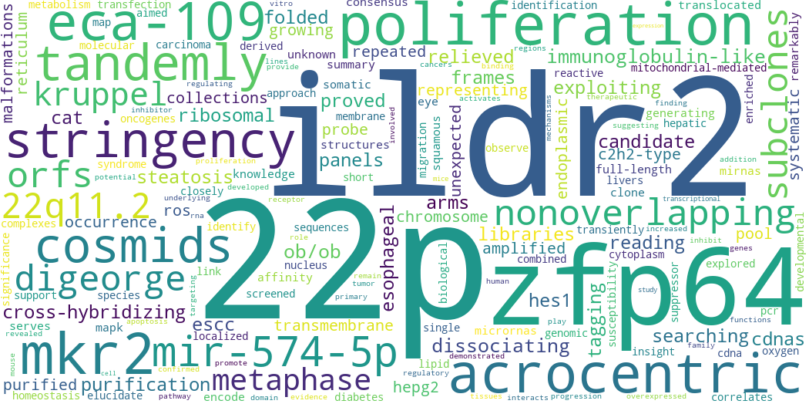 malformations
reticulum
eca-109
map
transfection
aimed
folded
growing
consensus
vitro
identification
translocated
poliferation
metabolism
molecular
carcinoma
derived
unknown
repeated
relieved
immunoglobulin-like
subclones
systematic
remarkably
tandemly
lines
provide
summary
frames
representing
cancers
binding
regions
expression
reactive
mitochondrial-mediated
kruppel
regulating
collections
approach
somatic
proved
activates
exploiting
therapeutic
finding
enriched
inhibitor
cat
ribosomal
membrane
eye
endoplasmic
mechanisms
generating
hepatic
oncogenes
probe
involved
migration
squamous
unexpected
suggesting
candidate
stringency
structures
panels
observe
c2h2-type
ildr2
orfs
syndrome
proliferation
steatosis
knowledge
short
mice
full-length
livers
addition
mirnas
potential
developed
closely
arms
clone
transcriptional
22q11.2
underlying
ros
rna
receptor
chromosome
nonoverlapping
complexes
occurrence
sequences
esophageal
libraries
transiently
increased
pool
cosmids
identify
role
22p
amplified
reading
inhibit
genes
developmental
significance
link
ob/ob
biological
combined
cytoplasm
explored
digeorge
affinity
nucleus
remain
zfp64
targeting
support
species
screened
tumor
hes1
tagging
susceptibility
suppressor
cross-hybridizing
primary
human
study
pcr
serves
mapk
escc
transmembrane
single
micrornas
genomic
searching
cdnas
revealed
apoptosis
localized
play
functions
mkr2
mir-574-5p
dissociating
insight
cdna
oxygen
mouse
confirmed
promote
demonstrated
family
lipid
acrocentric
cell
metaphase
regulatory
purified
purification
hepg2
homeostasis
elucidate
pathway
encode
domain
diabetes
evidence
tissues
interacts
progression
overexpressed
correlates